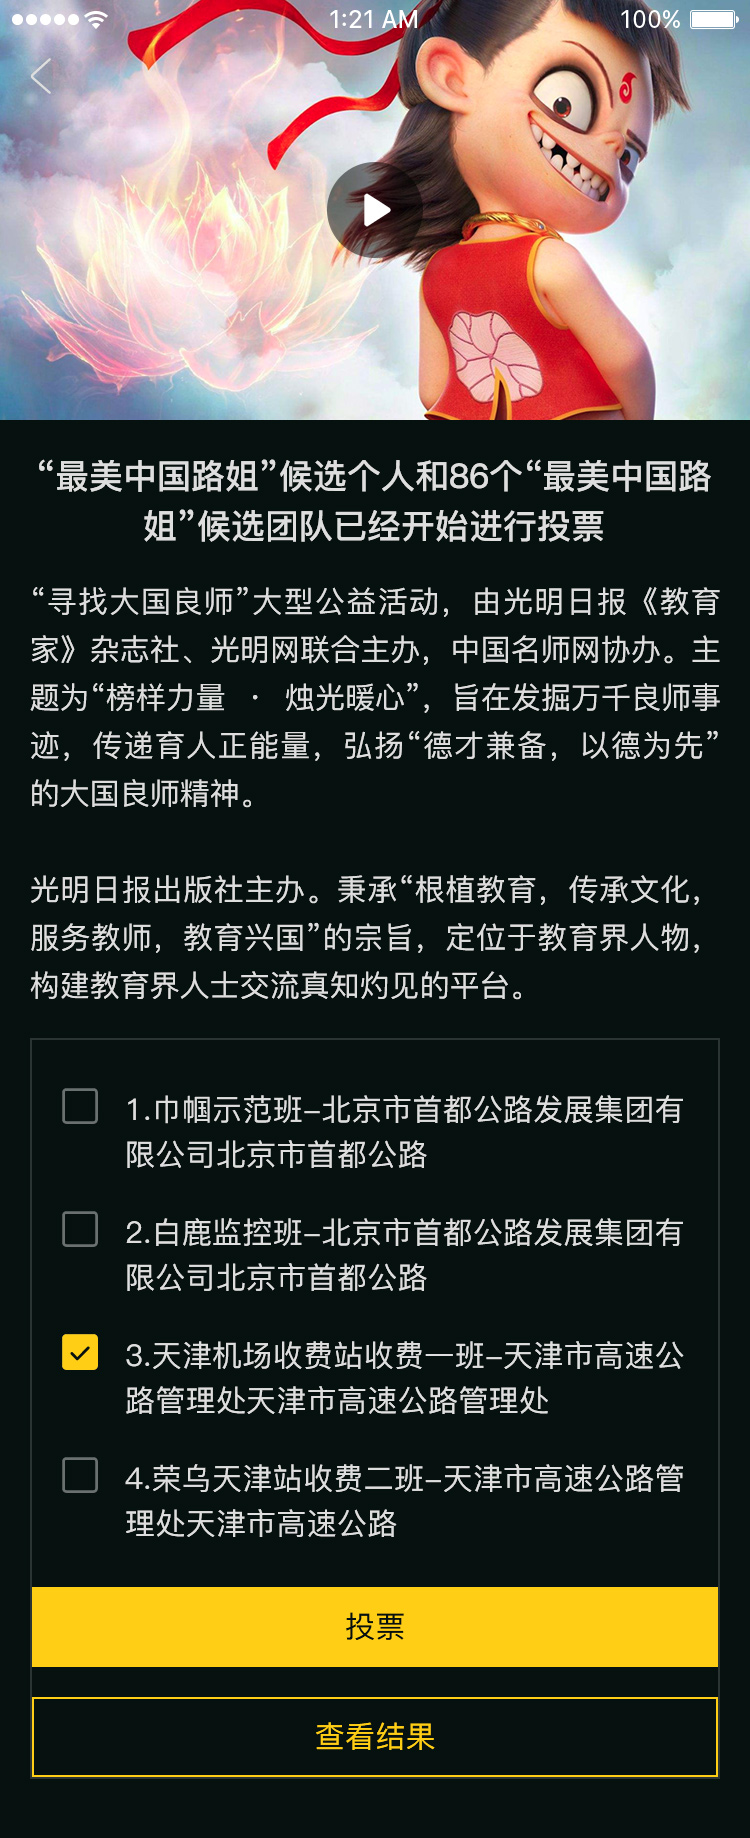 1:21 AM
100%
“最美中国路姐”候选个人和86个“最美中国路
姐”候选团队已经开始进行投票
“寻找大国良师”大型公益活动，由光明日报《教育
家》杂志社、光明网联合主办，中国名师网协办。主
题为“榜样力量 · 烛光暖心”，旨在发掘万千良师事
迹，传递育人正能量，弘扬“德才兼备，以德为先”
的大国良师精神。
光明日报出版社主办。秉承“根植教育，传承文化，
服务教师，教育兴国”的宗旨，定位于教育界人物，
构建教育界人士交流真知灼见的平台。
1.巾帼示范班–北京市首都公路发展集团有
限公司北京市首都公路
2.白鹿监控班–北京市首都公路发展集团有
限公司北京市首都公路
3.天津机场收费站收费一班–天津市高速公
路管理处天津市高速公路管理处
4.荣乌天津站收费二班–天津市高速公路管
理处天津市高速公路
投票
查看结果